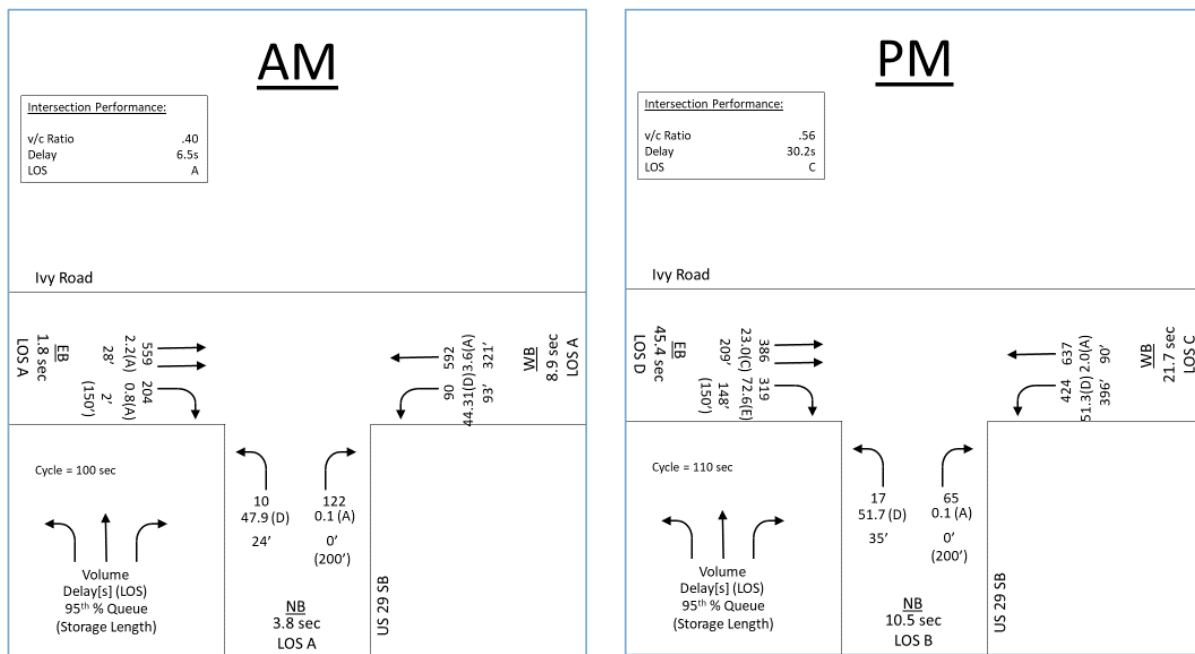 AM
Intersection Performance:
v/c Ratio .40
Delay 6.5s
LOS A
Ivy Road
EB
1.8 sec
LOS A
559
2.2(A)
28’
204
0.8(A)
2’
(150’)
592
3.6(A)
321’
90
44.31(D)
93’
WB
8.9 sec
LOS A
Cycle = 100 sec
10
47.9 (D)
24’
122
0.1 (A)
0’
(200’)
Volume
Delay[s] (LOS)
95th % Queue
(Storage Length)
NB
3.8 sec
LOS A
US 29 SB
PM
Intersection Performance:
v/c Ratio .56
Delay 30.2s
LOS C
Ivy Road
EB
45.4 sec
LOS D
386
23.0(C)
209’
319
72.6(E)
148’
(150’)
637
2.0(A)
90’
424
51.3(D)
396’
WB
21.7 sec
LOS C
Cycle = 110 sec
17
51.7 (D)
35’
65
0.1 (A)
0’
(200’)
Volume
Delay[s] (LOS)
95th % Queue
(Storage Length)
NB
10.5 sec
LOS B
US 29 SB